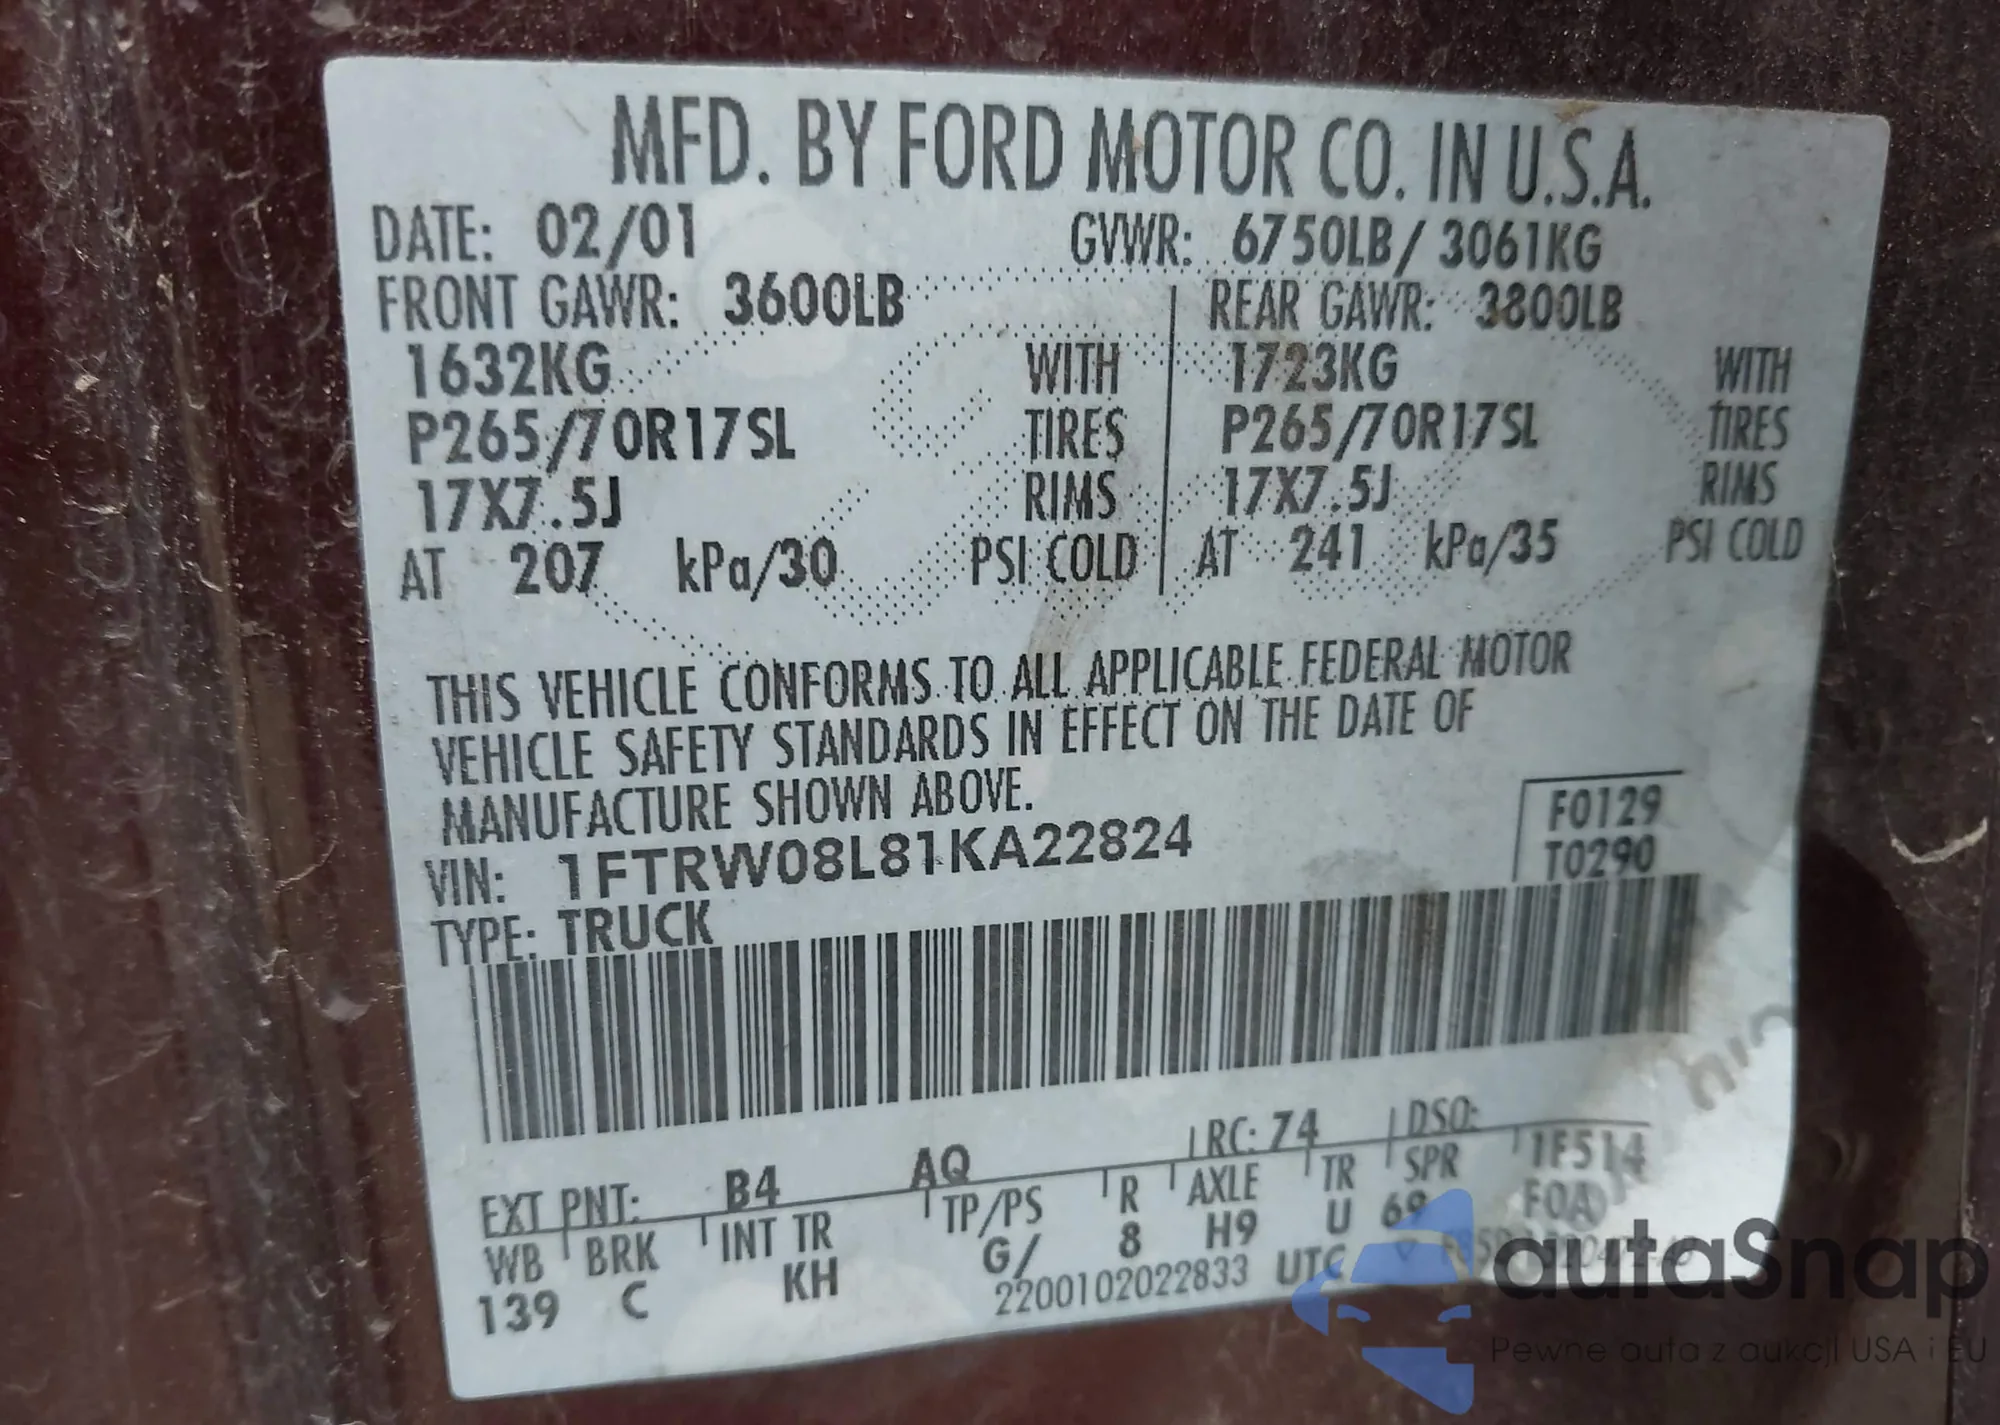 MFD. BY FORD MOTOR CO. IN U.S.A.
DATE: 02/01 GVWR: 6750LB/ 3061KG
FRONT GAWR: 3600LB REAR GAWR: 3800LB
1632KG WITH 1723KG WITH
P265/70R17SL TIRES P265/70R17SL TIRES
17X7.5J RIMS 17X7.5J RIMS
AT 207 kPa/30 PSI COLD AT 241 kPa/35 PSI COLD
THIS VEHICLE CONFORMS TO ALL APPLICABLE FEDERAL MOTOR
VEHICLE SAFETY STANDARDS IN EFFECT ON THE DATE OF
MANUFACTURE SHOWN ABOVE.
F0129
VIN: 1FTRW08L81KA22824
T0290
TYPE: TRUCK
EXT PNT: B4 AQ RC: 74 DSO:
WB BRK INT TR TP/PS R AXLE TR SPR 1F514
139 C KH G/ 8 H9 U F0A
2200102022833 UTC
autaSnap
Pewne auta z aukcji USA i EU